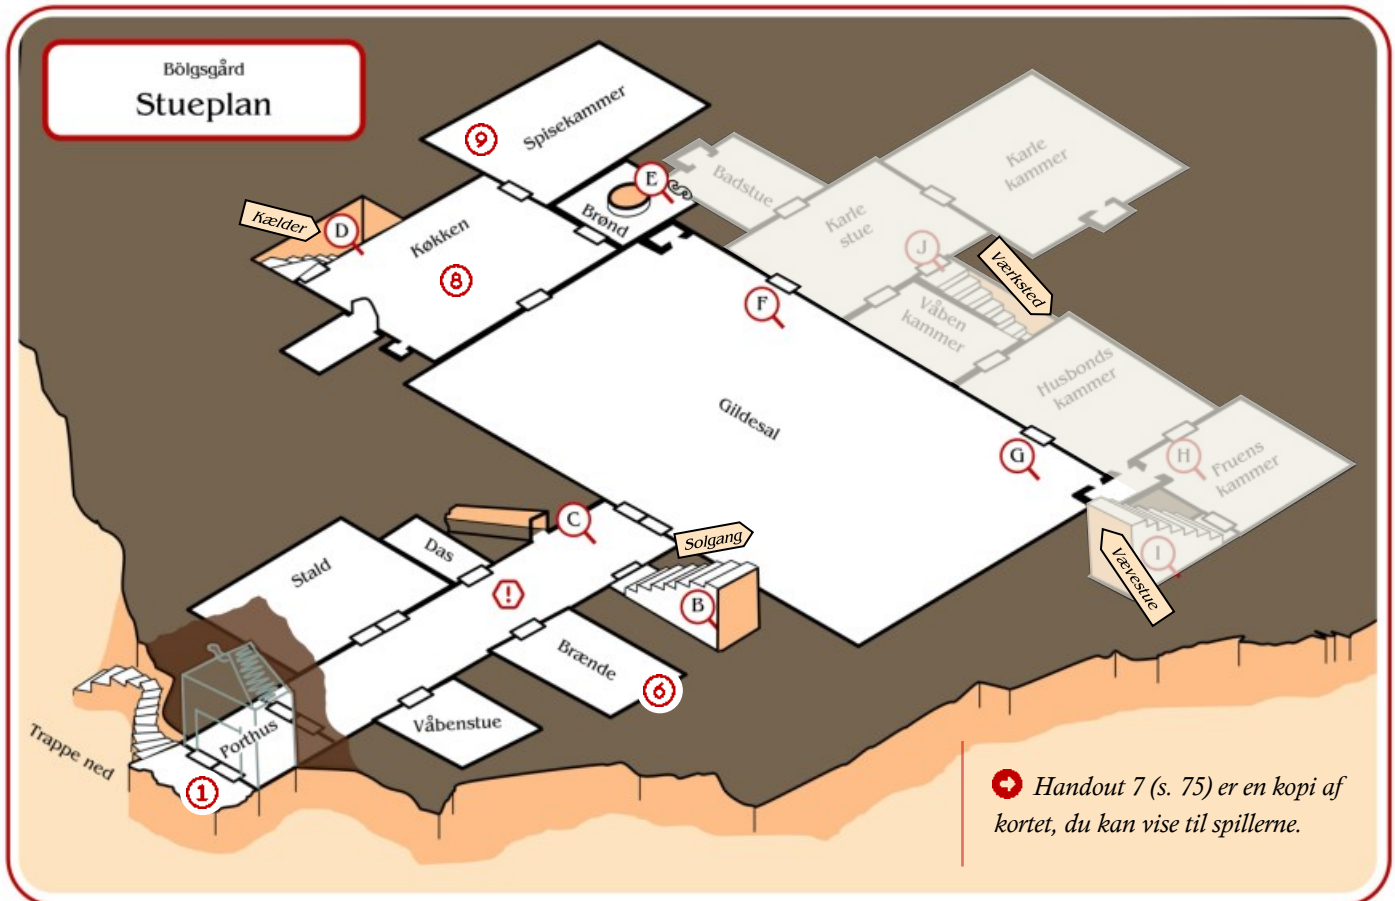 Bölgsgård
Stueplan
Spisekammer
9
E
Badstue
Karle
kammer
Kælder
D
Køkken
Brønd
Karle
stue
J
8
F
Værksted
Våben
kammer
Husbonds
kammer
Gildesal
G
H
Fruens
kammer
C
Solgang
I
Vævestue
Das
Stald
!
B
Brænde
6
Våbenstue
Porthus
Trappe ned
1
Handout 7 (s. 75) er en kopi af
kortet, du kan vise til spillerne.